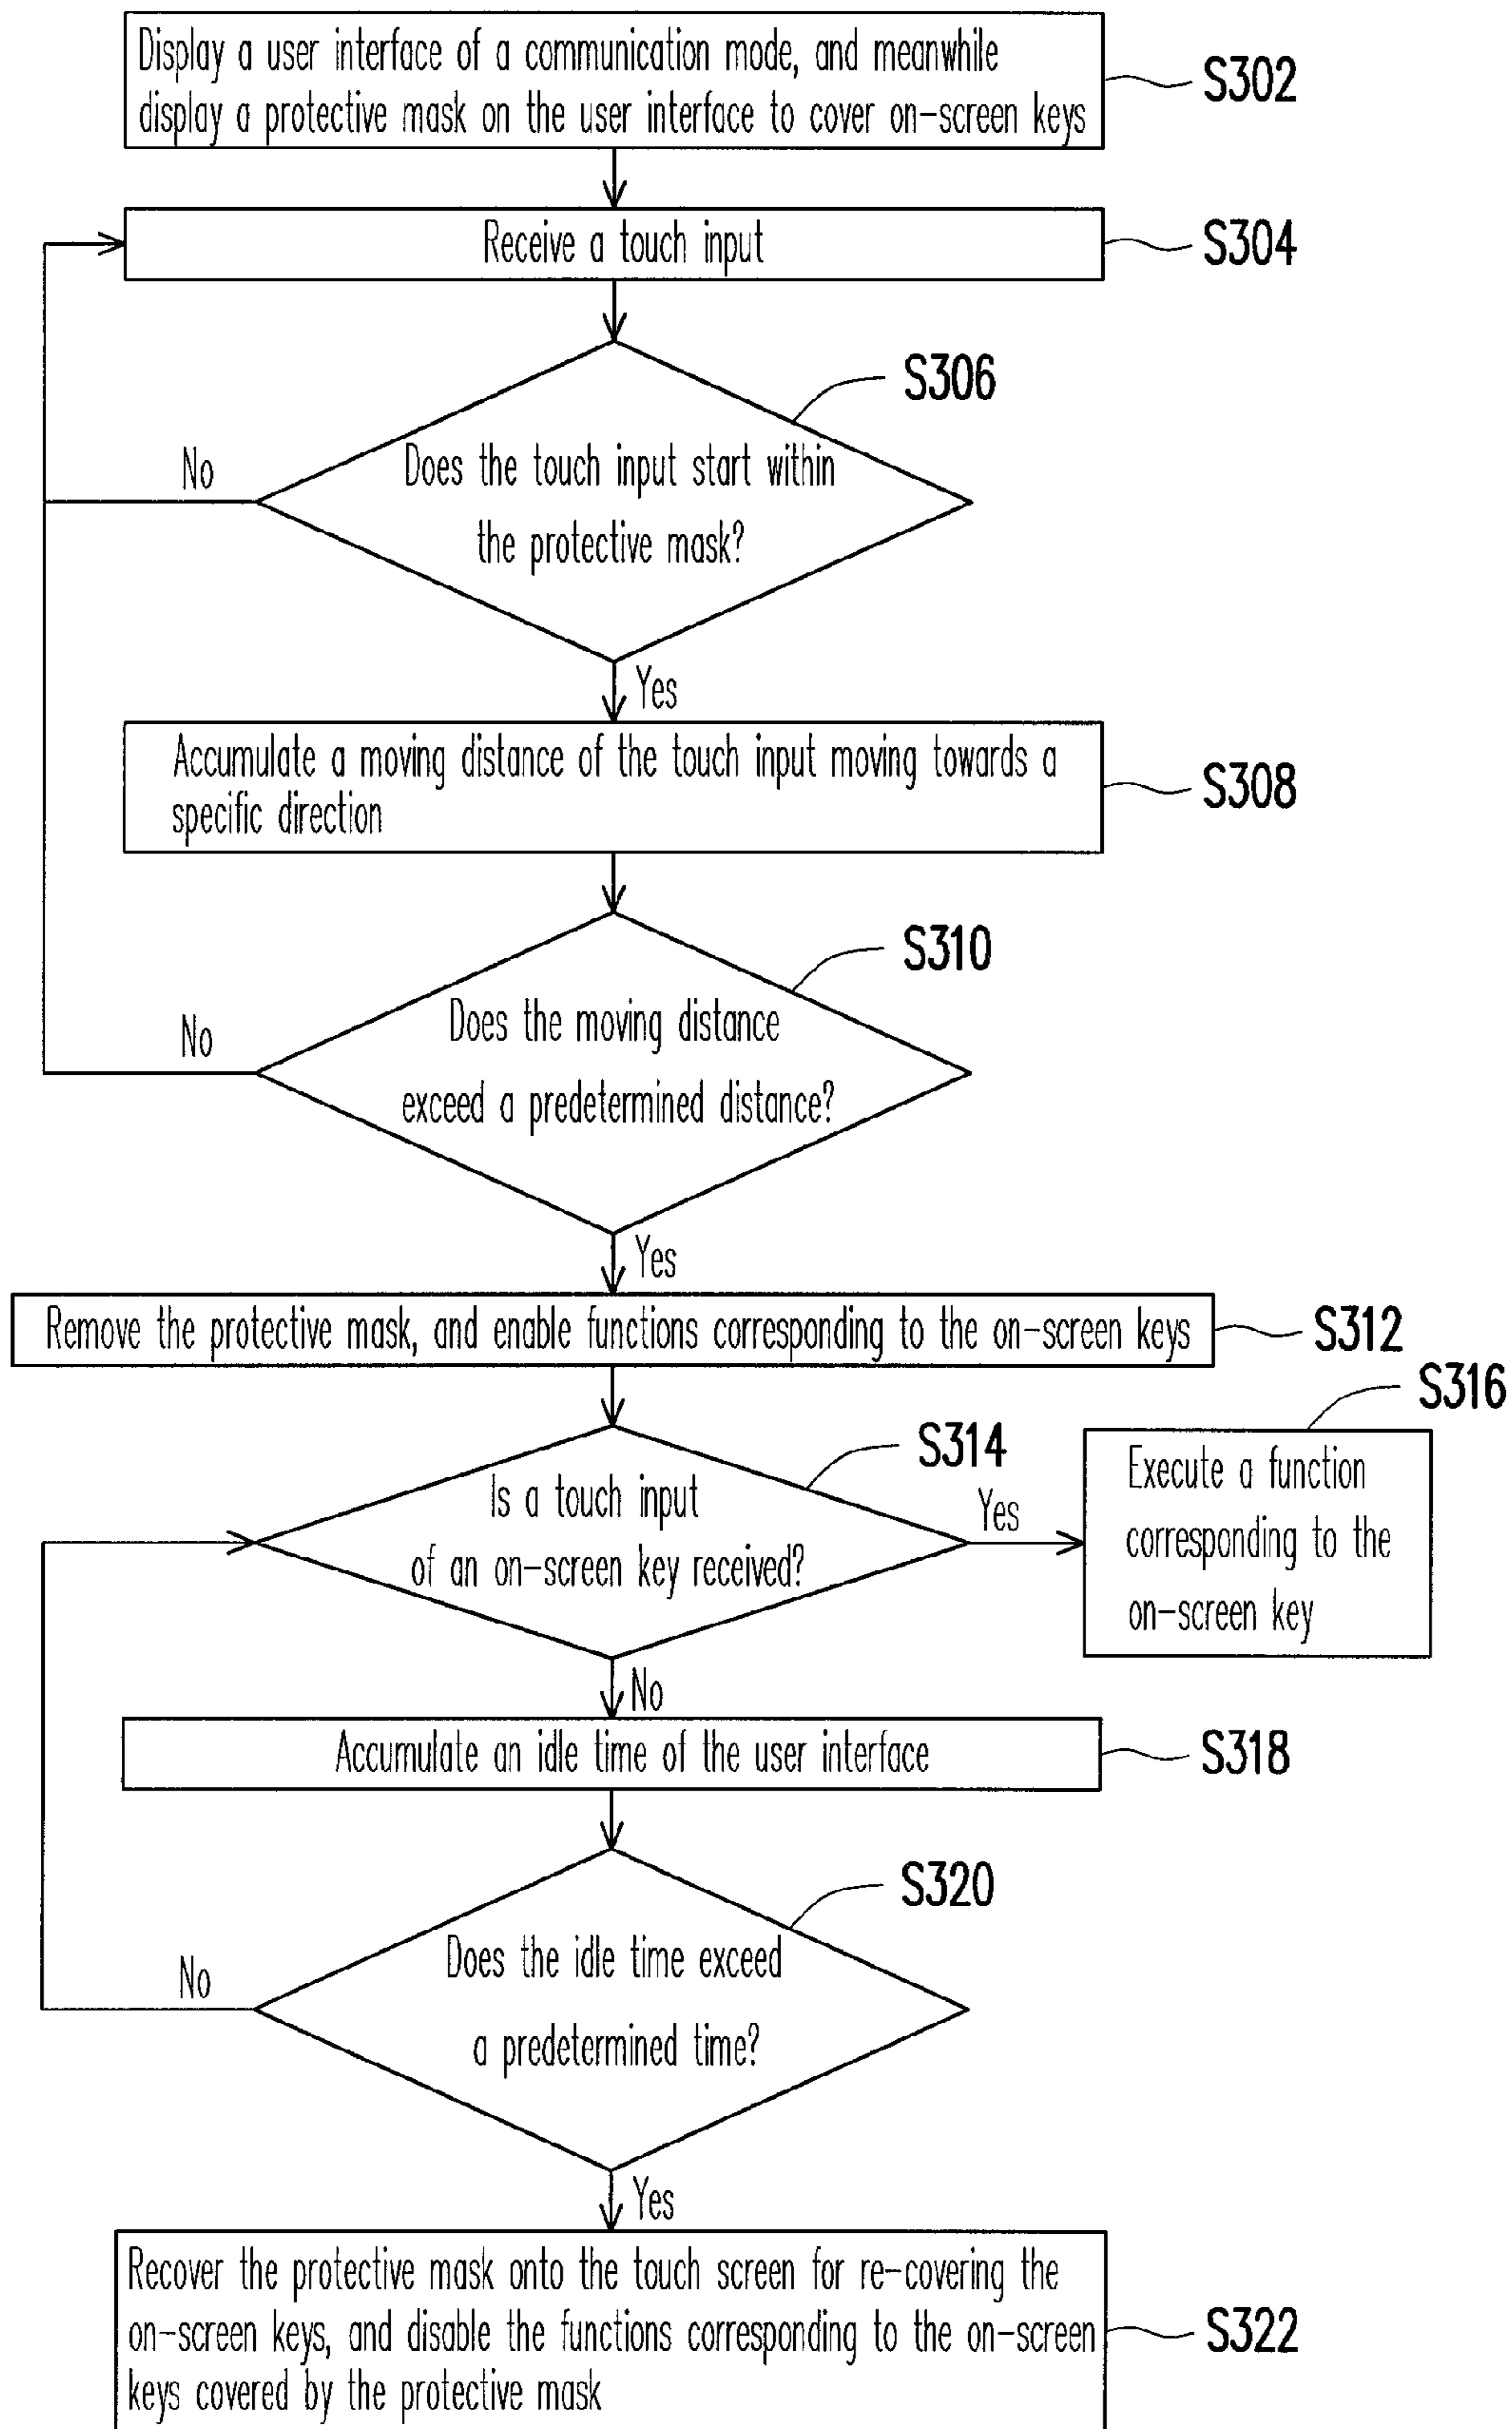 Display a user interface of a communication mode, and meanwhile
display a protective mask on the user interface to cover on-screen keys
S302
Receive a touch input
S304
S306
Does the touch input start within
the protective mask?
No
Yes
Accumulate a moving distance of the touch input moving towards a
specific direction
S308
S310
Does the moving distance
exceed a predetermined distance?
No
Yes
Remove the protective mask, and enable functions corresponding to the on-screen keys
S312
S316
S314
Is a touch input
of an on-screen key received?
Yes
Execute a function
corresponding to the
on-screen key
No
Accumulate an idle time of the user interface
S318
S320
Does the idle time exceed
a predetermined time?
No
Yes
Recover the protective mask onto the touch screen for re-covering the
on-screen keys, and disable the functions corresponding to the on-screen
keys covered by the protective mask
S322